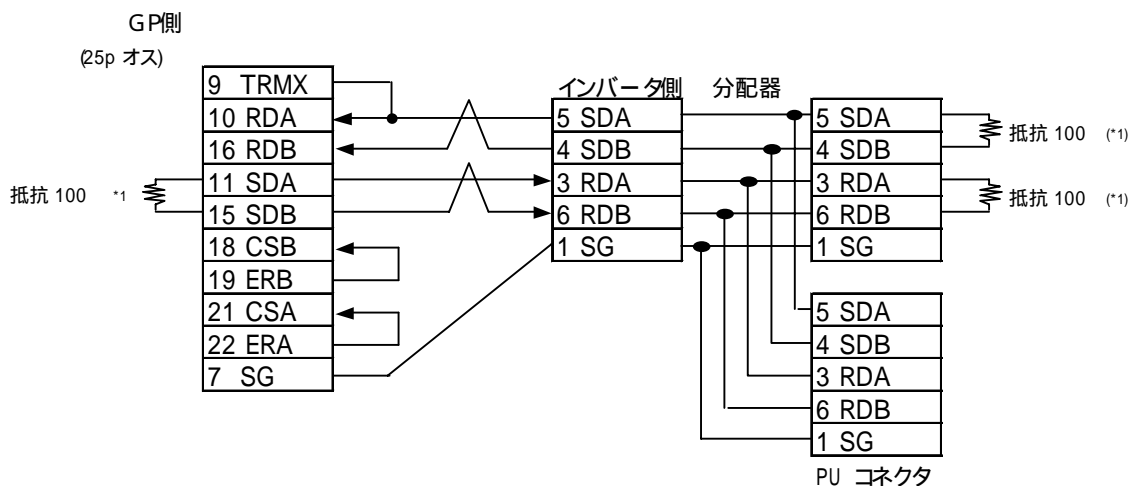 GP側
(25p オス)
9 TRMX
10 RDA
16 RDB
11 SDA
15 SDB
18 CSB
19 ERB
21 CSA
22 ERA
7 SG
抵抗 100 *1
インバータ側
5 SDA
4 SDB
3 RDA
6 RDB
1 SG
分配器
5 SDA
4 SDB
3 RDA
6 RDB
1 SG
抵抗 100 (*1)
抵抗 100 (*1)
5 SDA
4 SDB
3 RDA
6 RDB
1 SG
PU コネクタ